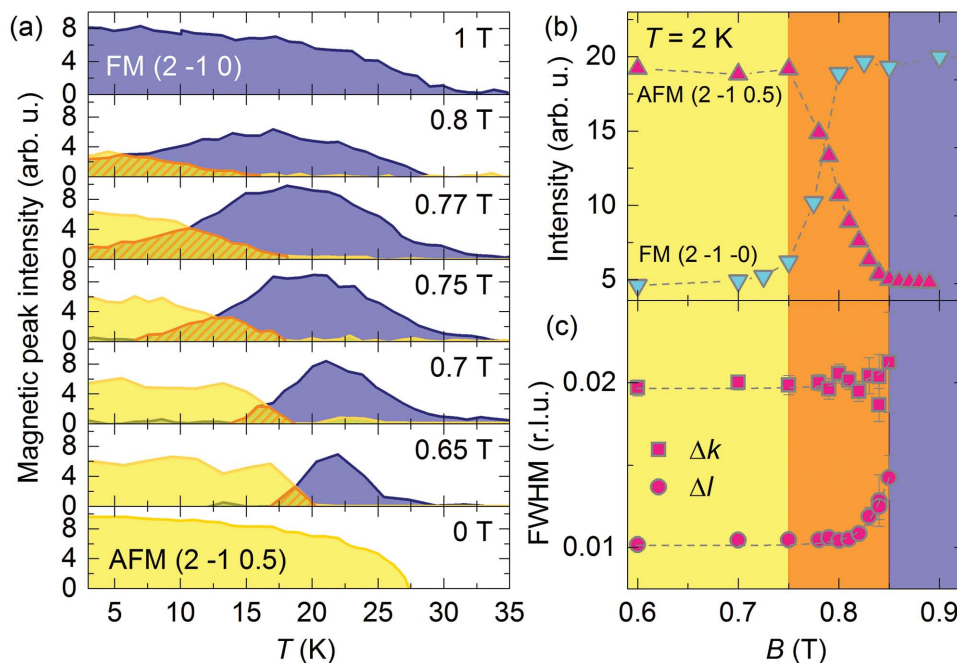 (a)
Magnetic peak intensity (arb. u.)
8
4
0
1 T
FM (2 -1 0)
8
4
0
0.8 T
8
4
0
0.77 T
8
4
0
0.75 T
8
4
0
0.7 T
8
4
0
0.65 T
8
4
0
0 T
AFM (2 -1 0.5)
5 10 15 20 25 30 35
T (K)
(b)
T = 2 K
Intensity (arb. u.)
20
15
10
5
AFM (2 -1 0.5)
FM (2 -1 -0)
(c)
FWHM (r.l.u.)
0.02
0.01
Δk
Δl
0.6 0.7 0.8 0.9
B (T)